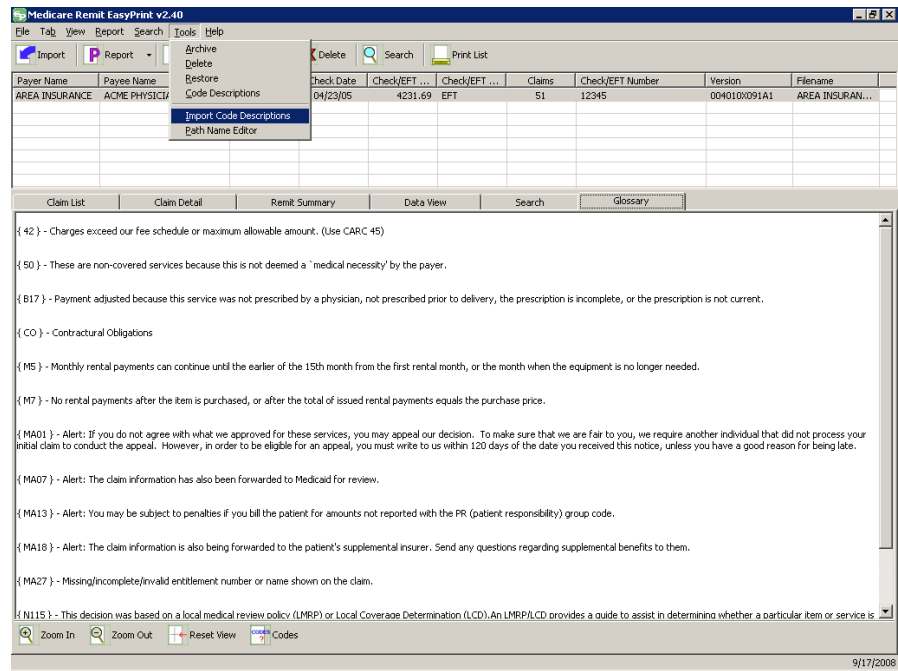 Medicare Remit EasyPrint v2.40
File Tab View Report Search Tools Help
Import Report Delete Search Print List
Archive
Delete
Restore
Code Descriptions
Import Code Descriptions
Path Name Editor
Payer Name Payee Name Check Date Check/EFT ... Check/EFT ... Claims Check/EFT Number Version Filename
AREA INSURANCE ACME PHYSICIA 04/23/05 4231.69 EFT 51 12345 004010X091A1 AREA INSURAN...
Claim List Claim Detail Remit Summary Data View Search Glossary
{ 42 } - Charges exceed our fee schedule or maximum allowable amount. (Use CARC 45)
{ 50 } - These are non-covered services because this is not deemed a `medical necessity' by the payer.
{ B17 } - Payment adjusted because this service was not prescribed by a physician, not prescribed prior to delivery, the prescription is incomplete, or the prescription is not current.
{ CO } - Contractural Obligations
{ M5 } - Monthly rental payments can continue until the earlier of the 15th month from the first rental month, or the month when the equipment is no longer needed.
{ M7 } - No rental payments after the item is purchased, or after the total of issued rental payments equals the purchase price.
{ MA01 } - Alert: If you do not agree with what we approved for these services, you may appeal our decision. To make sure that we are fair to you, we require another individual that did not process your
initial claim to conduct the appeal. However, in order to be eligible for an appeal, you must write to us within 120 days of the date you received this notice, unless you have a good reason for being late.
{ MA07 } - Alert: The claim information has also been forwarded to Medicaid for review.
{ MA13 } - Alert: You may be subject to penalties if you bill the patient for amounts not reported with the PR (patient responsibility) group code.
{ MA18 } - Alert: The claim information is also being forwarded to the patient's supplemental insurer. Send any questions regarding supplemental benefits to them.
{ MA27 } - Missing/incomplete/invalid entitlement number or name shown on the claim.
{ N115 } - This decision was based on a local medical review policy (LMRP) or Local Coverage Determination (LCD).An LMRP/LCD provides a guide to assist in determining whether a particular item or service is
Zoom In Zoom Out Reset View CODES ? Codes
9/17/2008